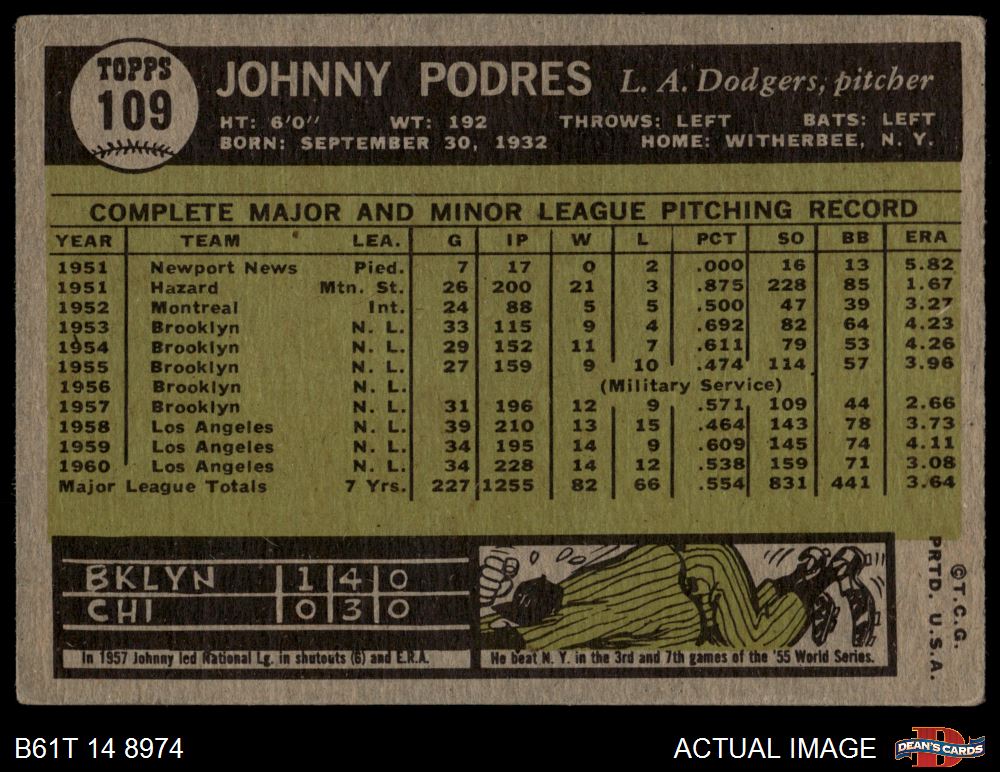 TOPPS
109
JOHNNY PODRES L. A. Dodgers, pitcher
HT: 6'0" WT: 192 THROWS: LEFT BATS: LEFT
BORN: SEPTEMBER 30, 1932 HOME: WITHERBEE, N. Y.
COMPLETE MAJOR AND MINOR LEAGUE PITCHING RECORD
YEAR TEAM LEA. G IP W L PCT SO BB ERA
1951 Newport News Pied. 7 17 0 2 .000 16 13 5.82
1951 Hazard Mtn. St. 26 200 21 3 .875 228 85 1.67
1952 Montreal Int. 24 88 5 5 .500 47 39 3.27
1953 Brooklyn N. L. 33 115 9 4 .692 82 64 4.23
1954 Brooklyn N. L. 29 152 11 7 .611 79 53 4.26
1955 Brooklyn N. L. 27 159 9 10 .474 114 57 3.96
1956 Brooklyn N. L. (Military Service)
1957 Brooklyn N. L. 31 196 12 9 .571 109 44 2.66
1958 Los Angeles N. L. 39 210 13 15 .464 143 78 3.73
1959 Los Angeles N. L. 34 195 14 9 .609 145 74 4.11
1960 Los Angeles N. L. 34 228 14 12 .538 159 71 3.08
Major League Totals 7 Yrs. 227 1255 82 66 .554 831 441 3.64
BKLYN 1 4 0
CHI 0 3 0
In 1957 Johnny led National Lg. in shutouts (6) and E.R.A.
He beat N. Y. in the 3rd and 7th games of the '55 World Series.
©T.C.G.
PRTD. U.S.A.
B61T 14 8974
ACTUAL IMAGE
D
DEAN'S CARDS